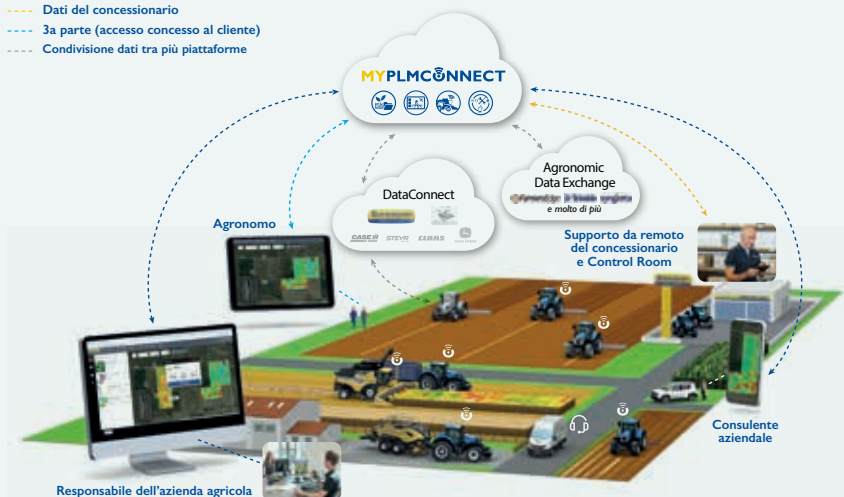 Dati del concessionario
3a parte (accesso concesso al cliente)
Condivisione dati tra più piattaforme
MYPLMCONNECT
Agronomic
Data Exchange
e molto di più
DataConnect
CASE IH STEYR CLAAS
Agronomo
Supporto da remoto
del concessionario
e Control Room
Consulente
aziendale
Responsabile dell'azienda agricola